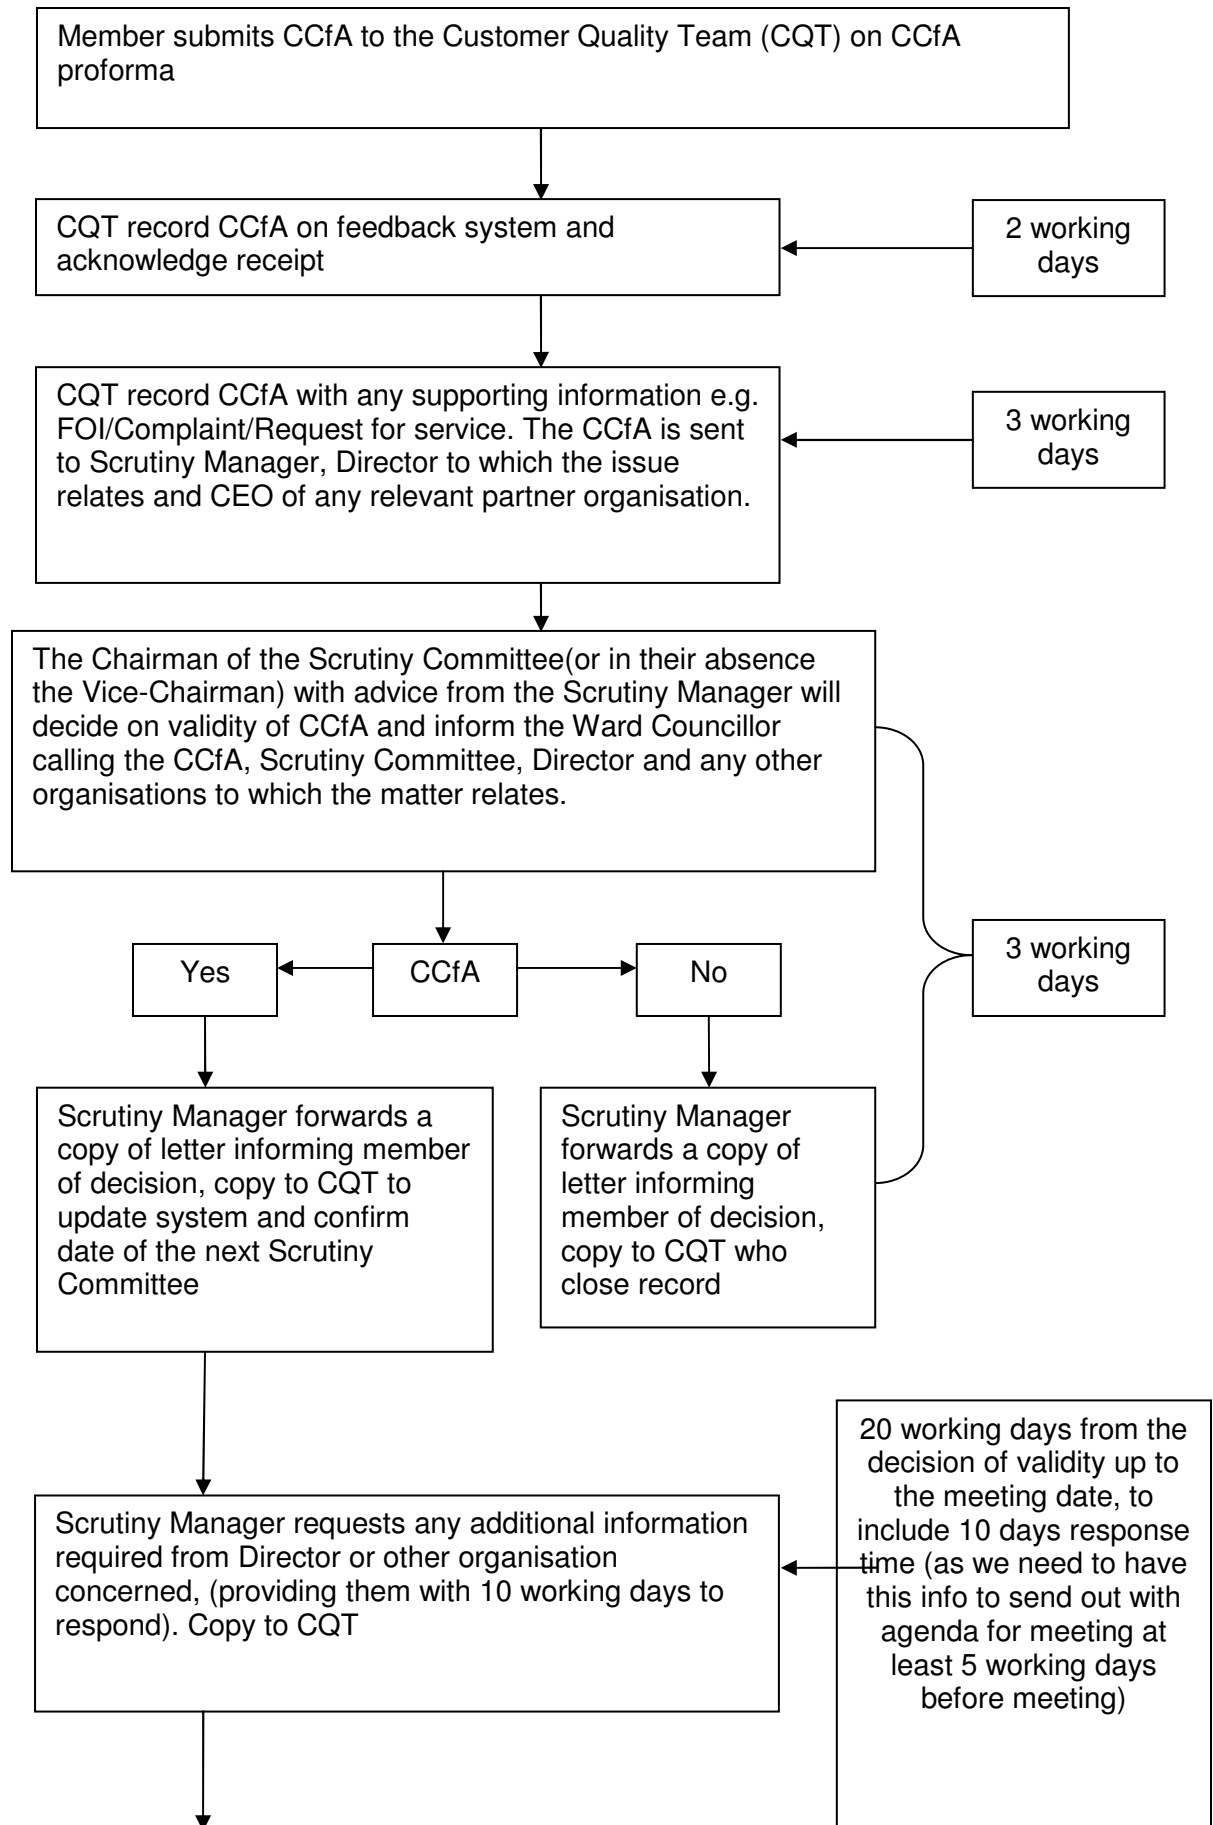 Member submits CCfA to the Customer Quality Team (CQT) on CCfA
proforma
CQT record CCfA on feedback system and
acknowledge receipt
2 working
days
CQT record CCfA with any supporting information e.g.
FOI/Complaint/Request for service. The CCfA is sent
to Scrutiny Manager, Director to which the issue
relates and CEO of any relevant partner organisation.
3 working
days
The Chairman of the Scrutiny Committee(or in their absence
the Vice-Chairman) with advice from the Scrutiny Manager will
decide on validity of CCfA and inform the Ward Councillor
calling the CCfA, Scrutiny Committee, Director and any other
organisations to which the matter relates.
Yes
CCfA
No
3 working
days
Scrutiny Manager forwards a
copy of letter informing member
of decision, copy to CQT to
update system and confirm
date of the next Scrutiny
Committee
Scrutiny Manager
forwards a copy of
letter informing
member of decision,
copy to CQT who
close record
20 working days from the
decision of validity up to
the meeting date, to
include 10 days response
time (as we need to have
this info to send out with
agenda for meeting at
least 5 working days
before meeting)
Scrutiny Manager requests any additional information
required from Director or other organisation
concerned, (providing them with 10 working days to
respond). Copy to CQT